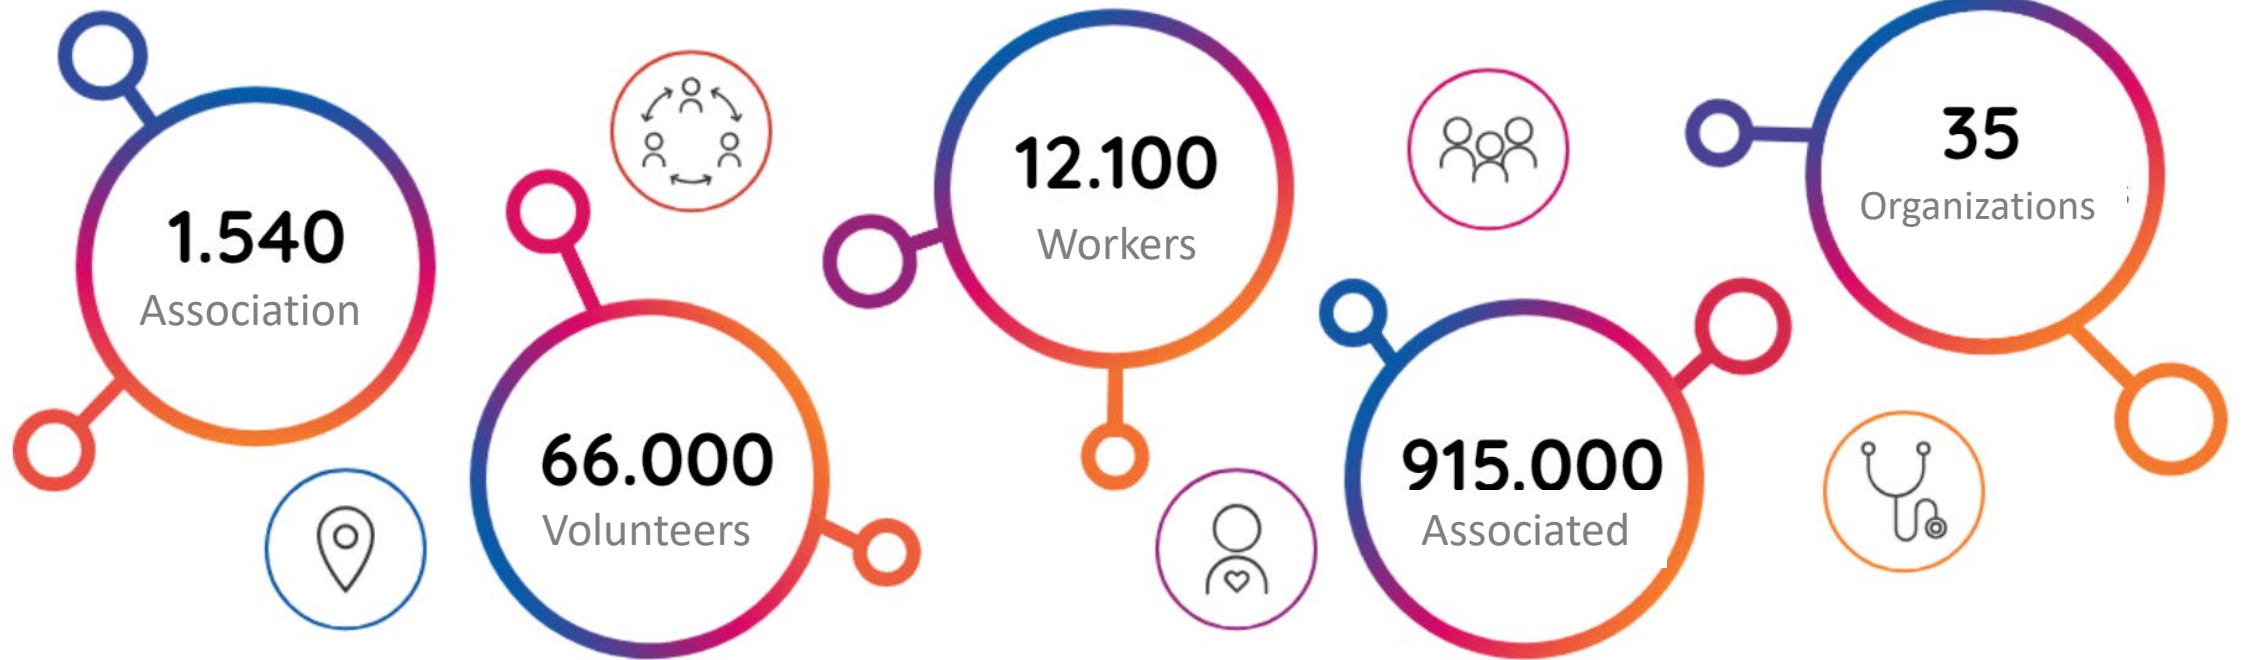 1.540
Association
66.000
Volunteers
12.100
Workers
915.000
Associated
35
Organizations